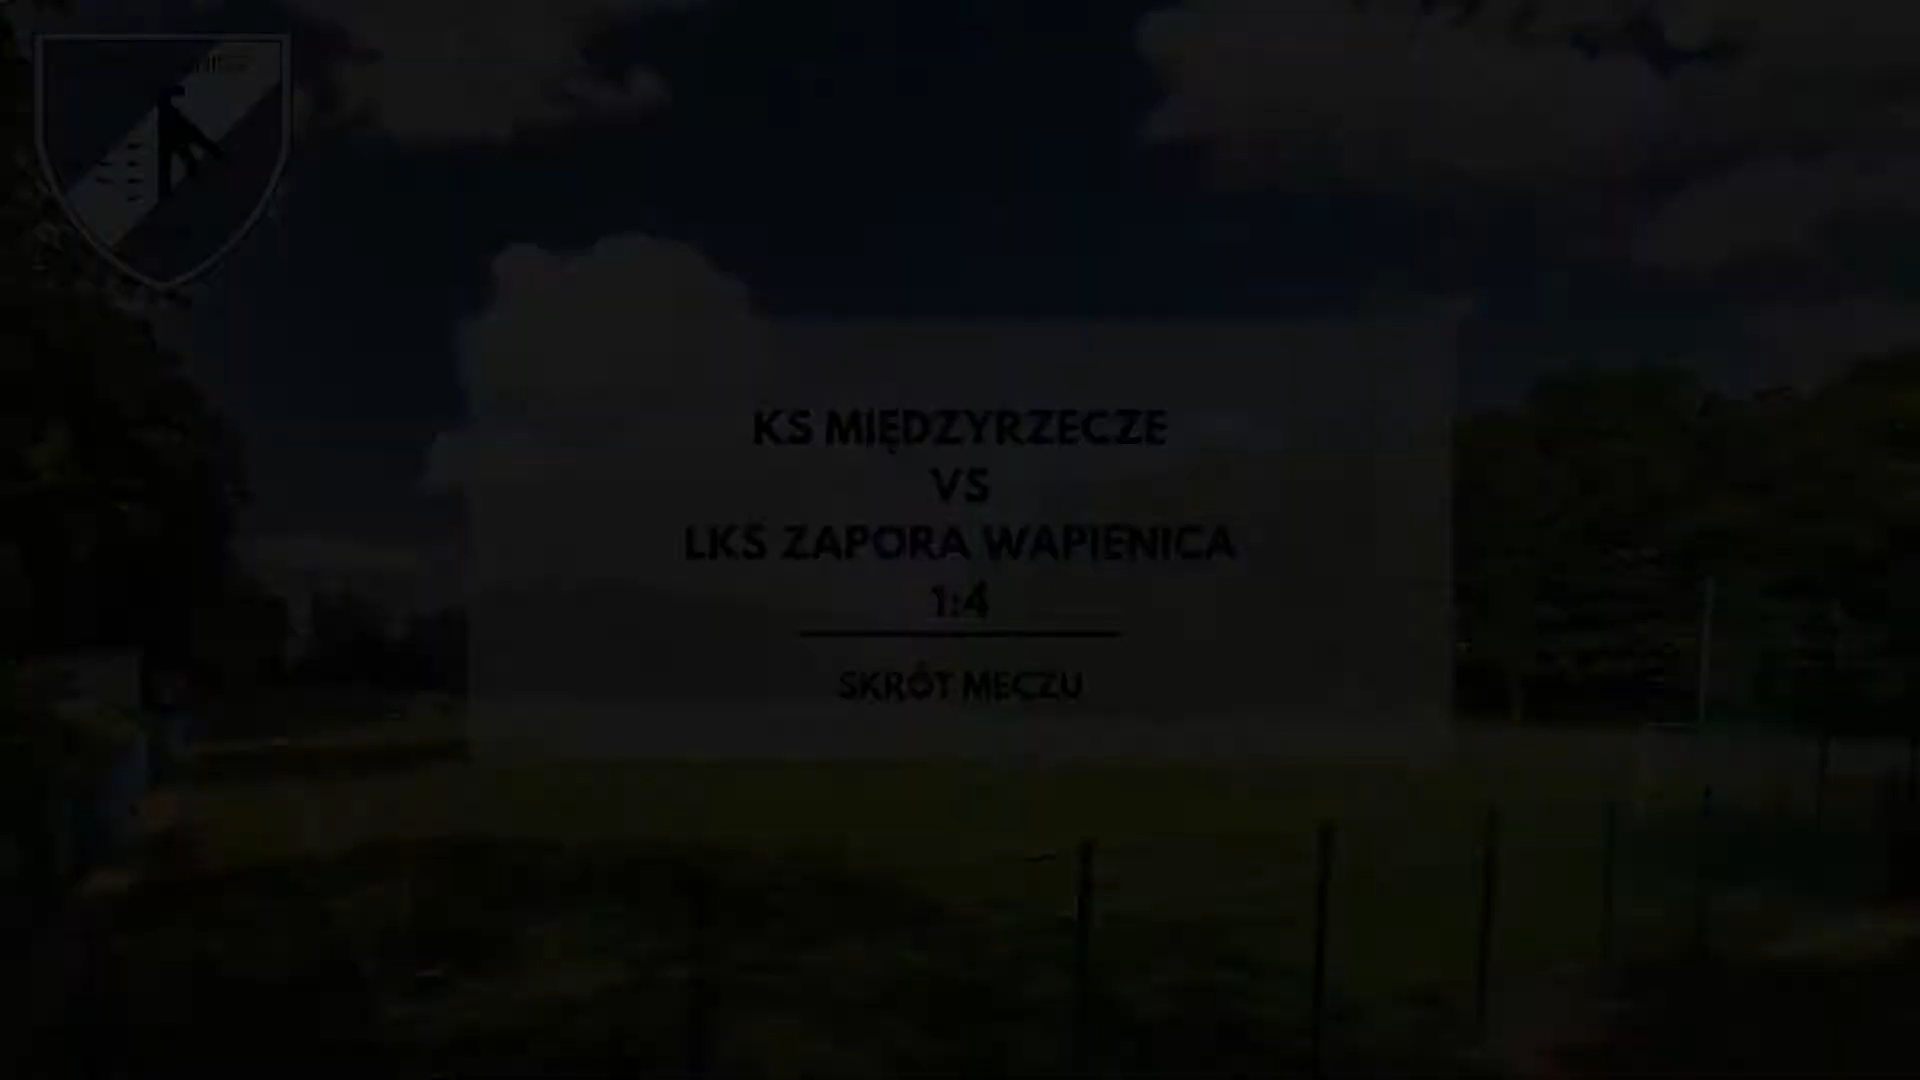 KS MIĘDZYRZECZE
VS
LKS ZAPORA WAPIENICA
1:4
SKRÓT MECZU